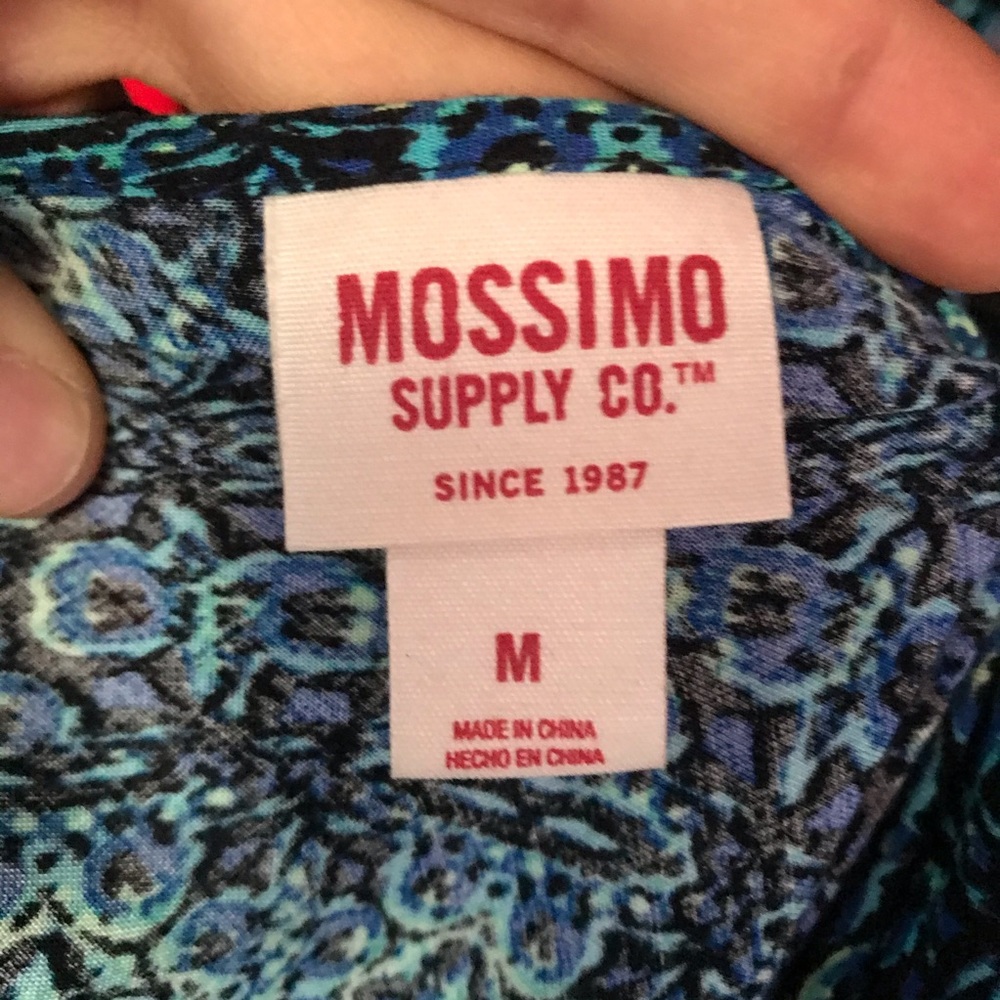 MOSSIMO
SUPPLY CO.™
SINCE 1987
M
MADE IN CHINA
HECHO EN CHINA